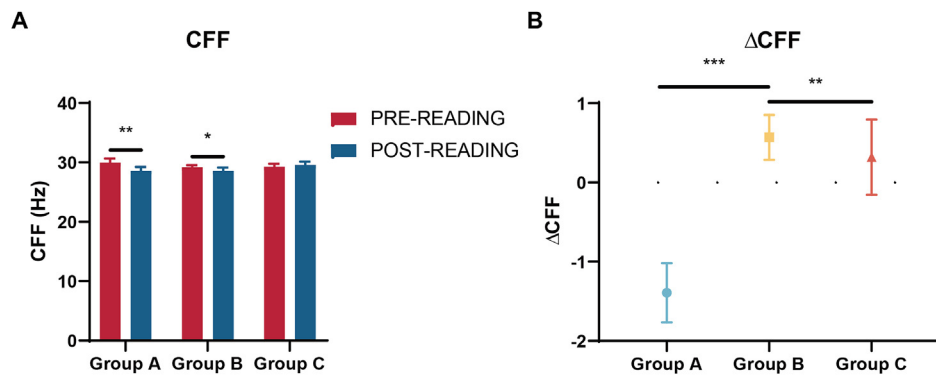 A
CFF
CFF (Hz)
40
30
20
10
0
**
*
Group A
Group B
Group C
PRE-READING
POST-READING
B
ΔCFF
ΔCFF
1
0
-1
-2
***
**
Group A
Group B
Group C